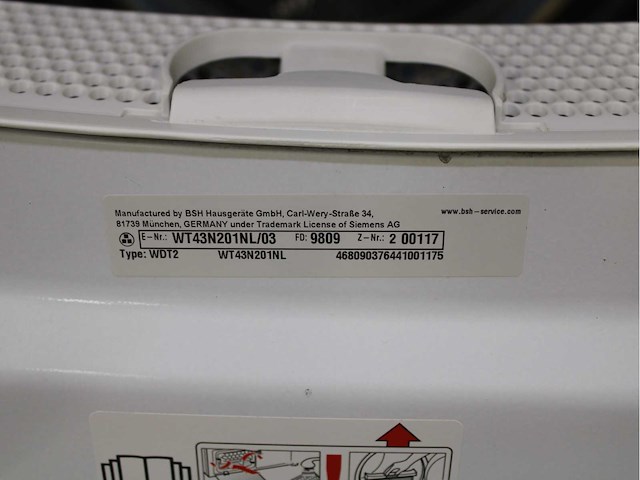 Manufactured by BSH Hausgeräte GmbH, Carl-Wery-Straße 34, www.bsh-service.com
81739 München, GERMANY under Trademark License of Siemens AG
E-Nr.: WT43N201NL/03 FD: 9809 Z-Nr.: 2 00117
Type: WDT2 WT43N201NL 468090376441001175